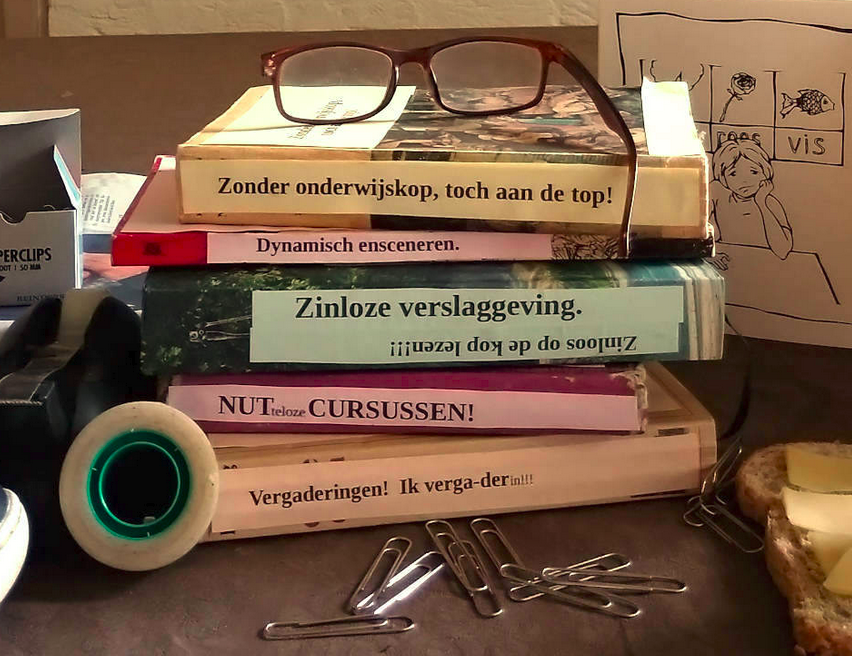 Zonder onderwijskop, toch aan de top!
Dynamisch ensceneren.
Zinloze verslaggeving.
Zinloos op de kop lezen!!!
NUTteloze CURSUSSEN!
Vergaderingen! Ik verga-derin!!!
PERCLIPS
roos
vis